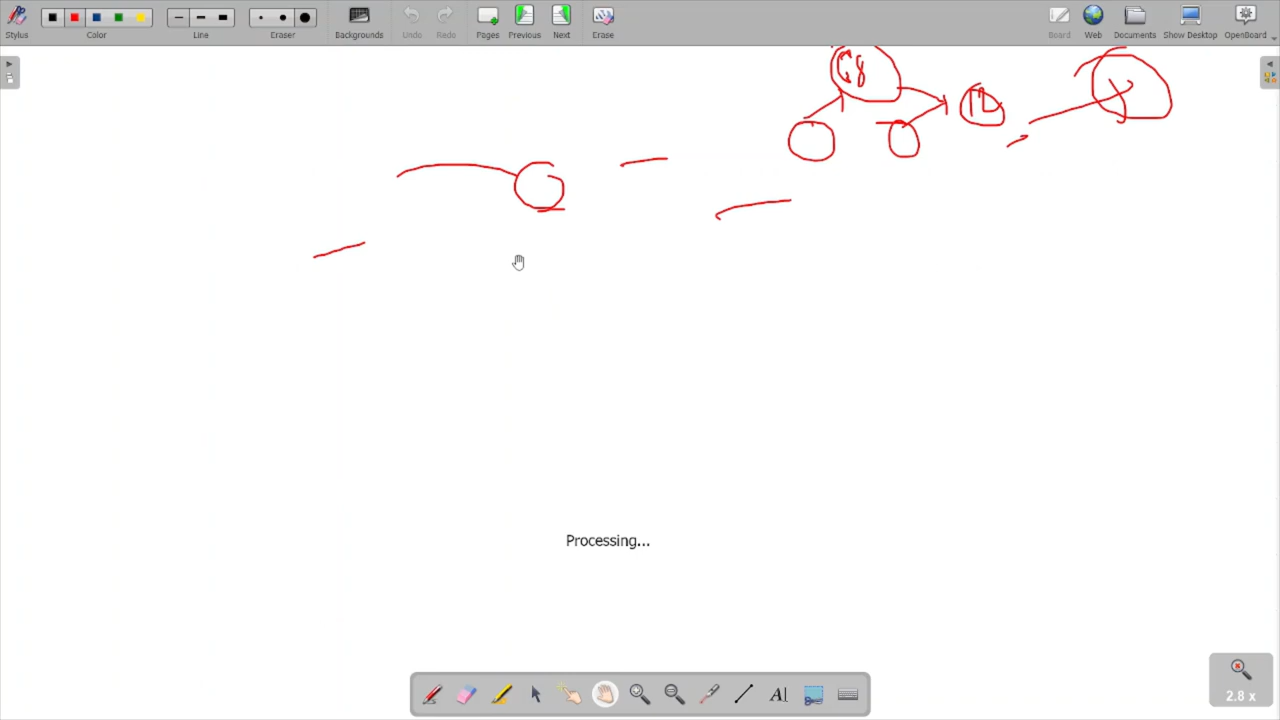 Stylus Color Line Eraser Backgrounds Undo Redo Pages Previous Next Erase Board Web Documents Show Desktop OpenBoard
Processing...
AI
2.8 x